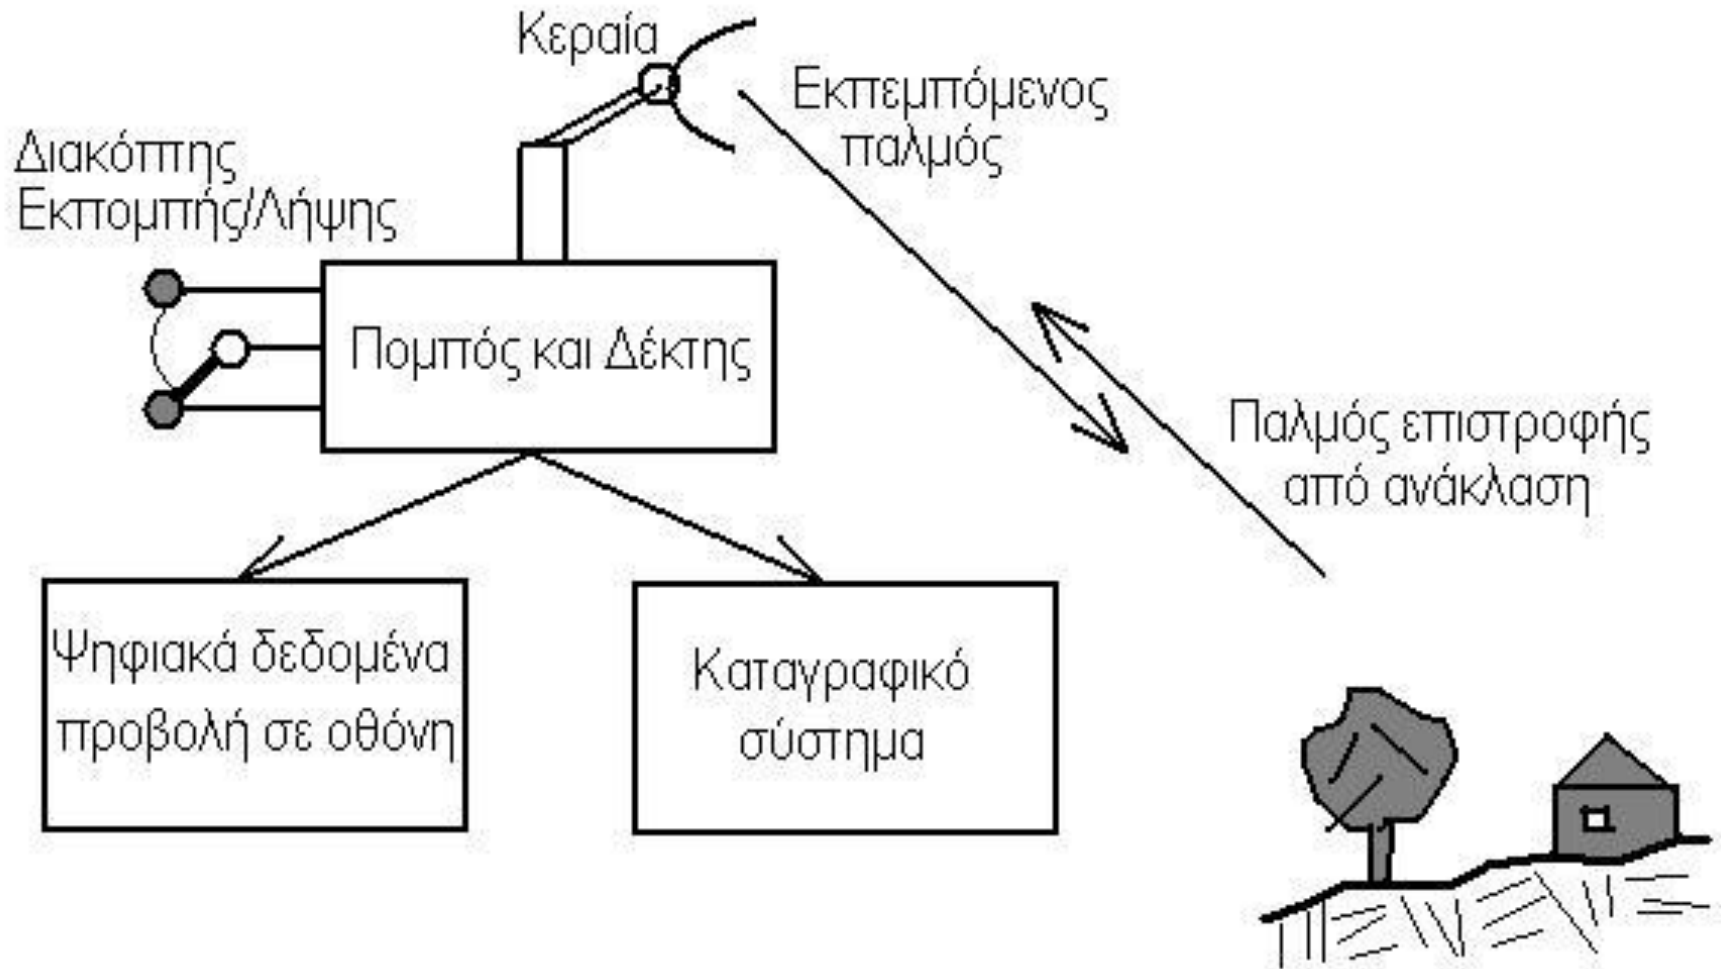 Κεραία
Εκπεμπόμενος
παλμός
Διακόπτης
Εκπομπής/Λήψης
Πομπός και Δέκτης
Παλμός επιστροφής
από ανάκλαση
Ψηφιακά δεδομένα
προβολή σε οθόνη
Καταγραφικό
σύστημα